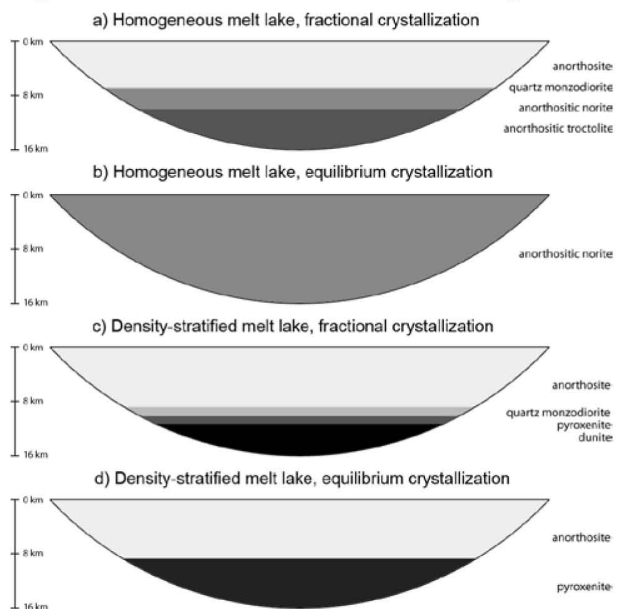 a) Homogeneous melt lake, fractional crystallization
0 km
8 km
16 km
anorthosite
quartz monzodiorite
anorthositic norite
anorthositic troctolite
b) Homogeneous melt lake, equilibrium crystallization
0 km
8 km
16 km
anorthositic norite
c) Density-stratified melt lake, fractional crystallization
0 km
8 km
16 km
anorthosite
quartz monzodiorite
pyroxenite
dunite
d) Density-stratified melt lake, equilibrium crystallization
0 km
8 km
16 km
anorthosite
pyroxenite